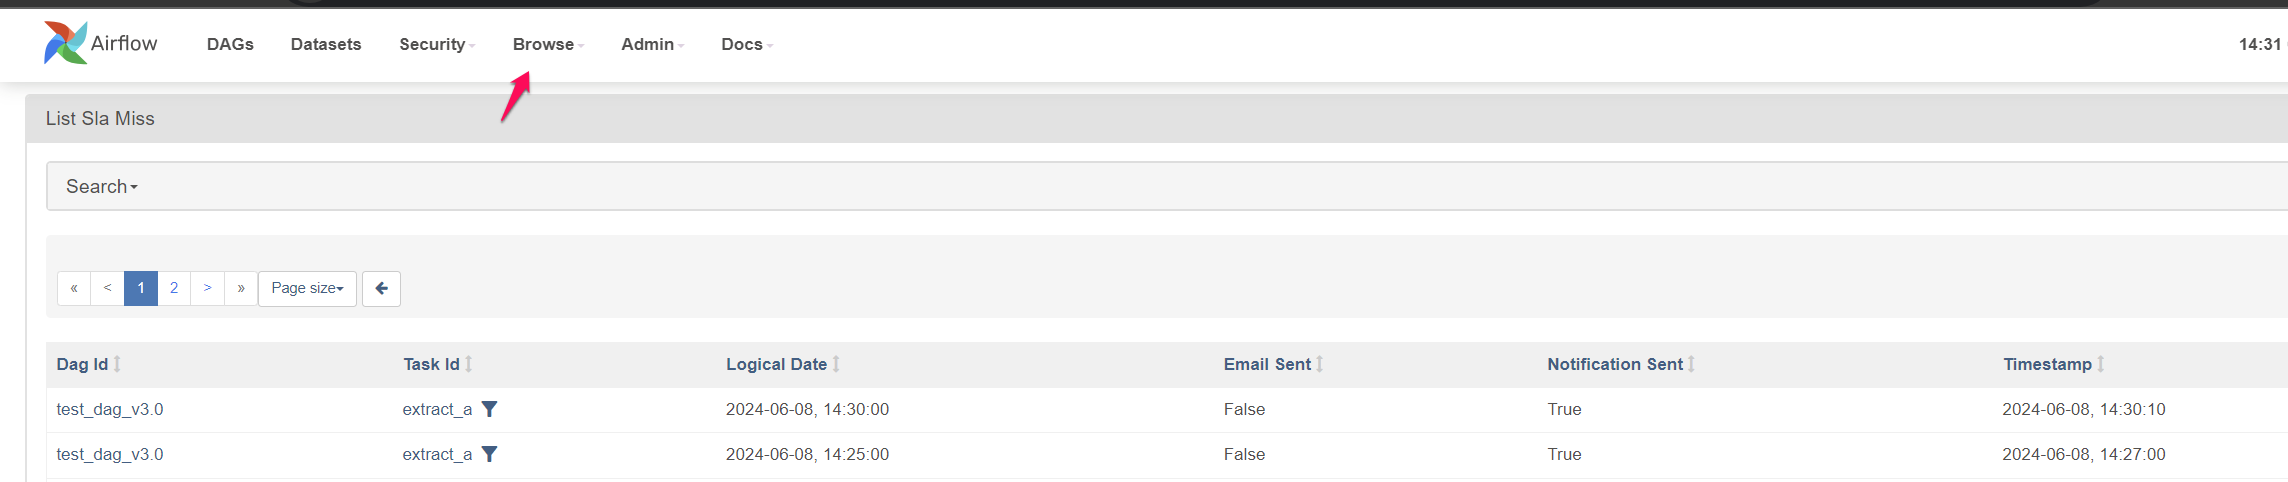 Airflow DAGs Datasets Security Browse Admin Docs 14:31
List Sla Miss
Search
« < 1 2 > » Page size
Dag Id Task Id Logical Date Email Sent Notification Sent Timestamp
test_dag_v3.0 extract_a 2024-06-08, 14:30:00 False True 2024-06-08, 14:30:10
test_dag_v3.0 extract_a 2024-06-08, 14:25:00 False True 2024-06-08, 14:27:00